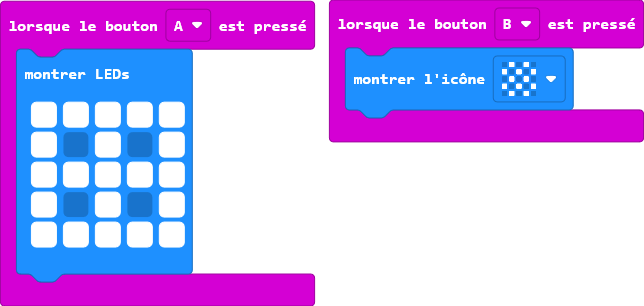 lorsque le bouton A est pressé
montrer LEDs
lorsque le bouton B est pressé
montrer l'icône